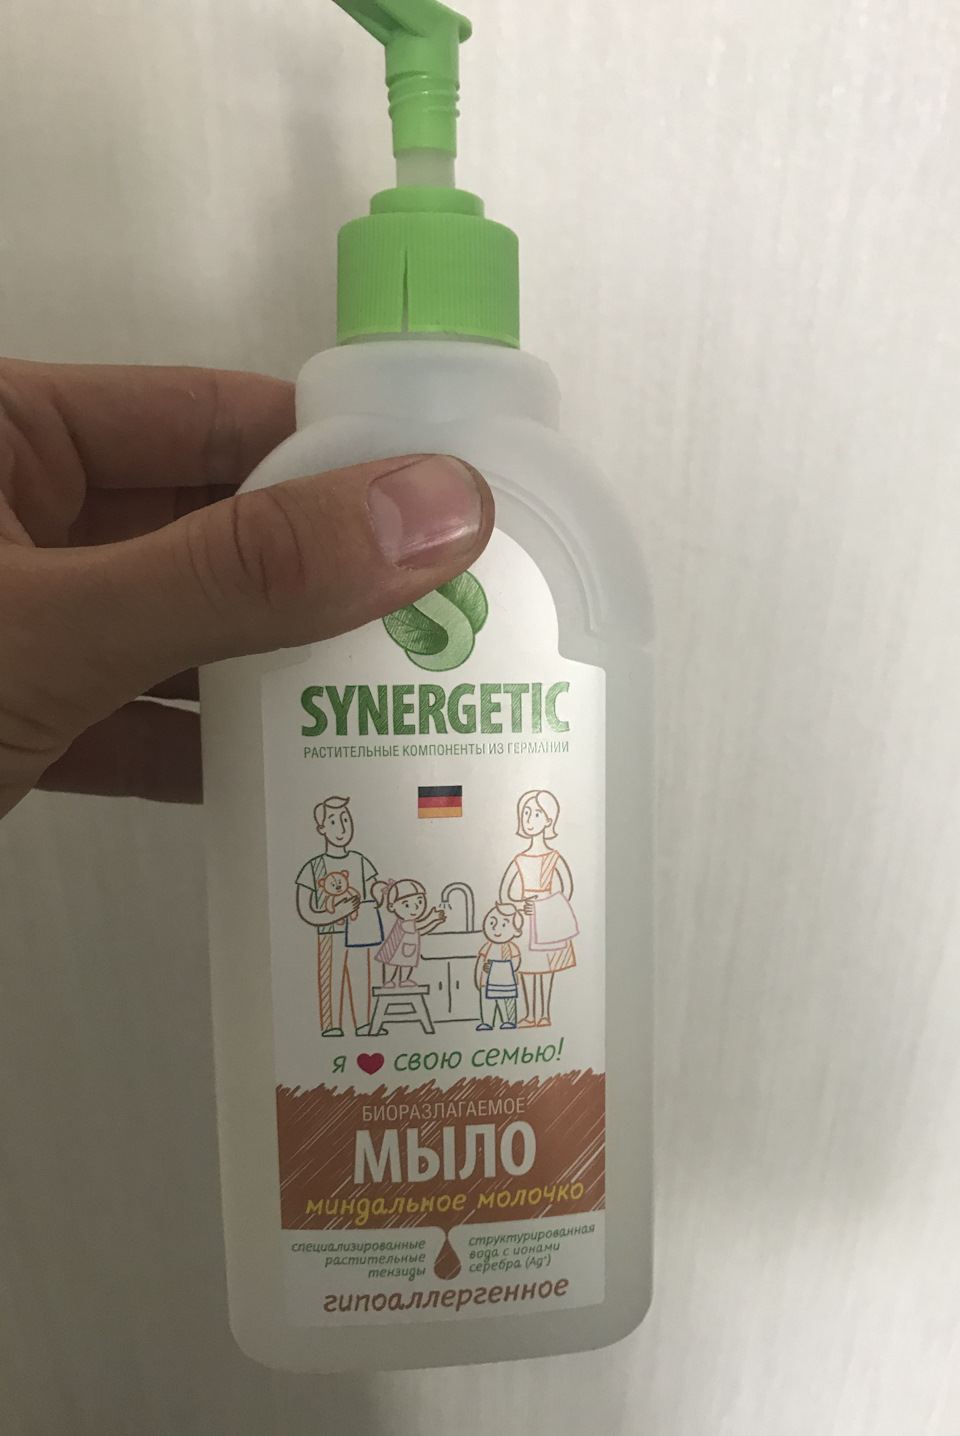 SYNERGETIC
РАСТИТЕЛЬНЫЕ КОМПОНЕНТЫ ИЗ ГЕРМАНИИ
я ❤ свою семью!
БИОРАЗЛАГАЕМОЕ
МЫЛО
миндальное молочко
специализированные
растительные
тензиды
структурированная
вода с ионами
серебра (Ag⁺)
гипоаллергенное